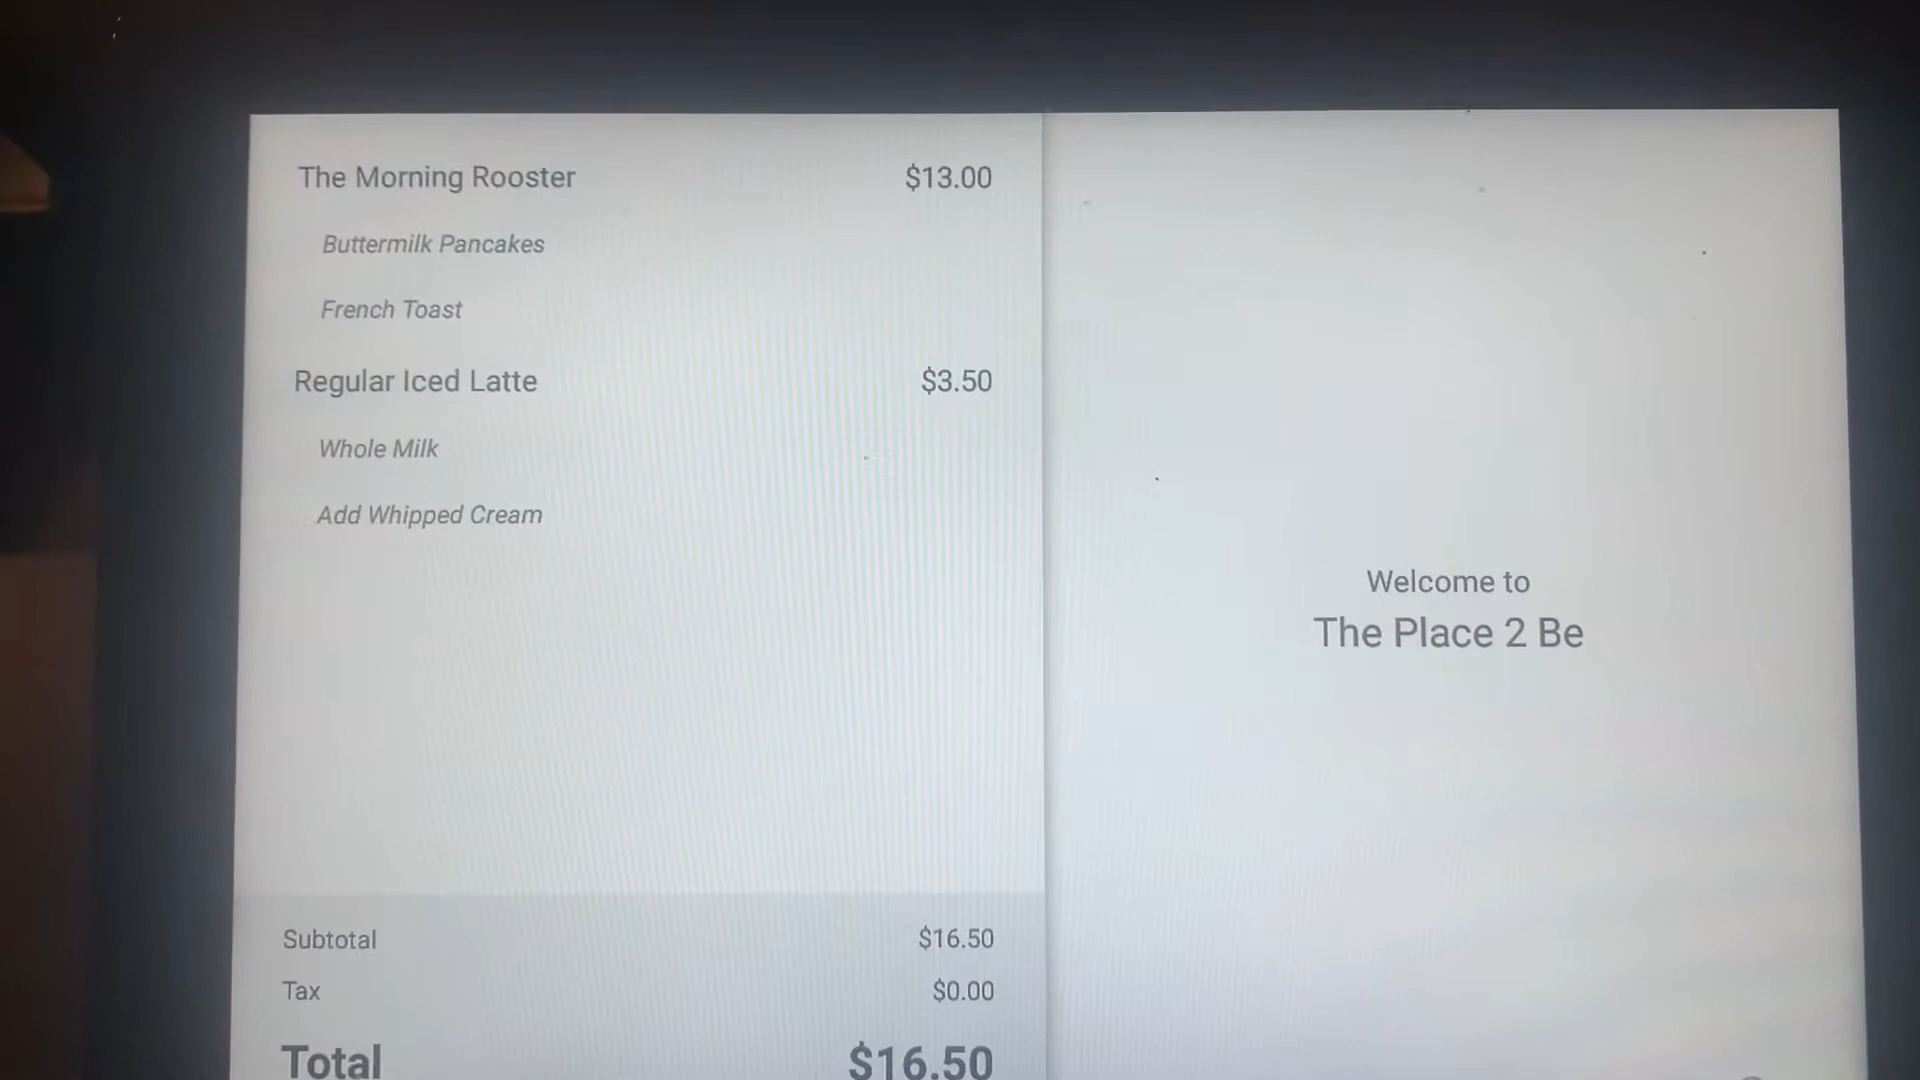 The Morning Rooster $13.00
Buttermilk Pancakes
French Toast
Regular Iced Latte $3.50
Whole Milk
Add Whipped Cream
Subtotal $16.50
Tax $0.00
Total $16.50
Welcome to
The Place 2 Be